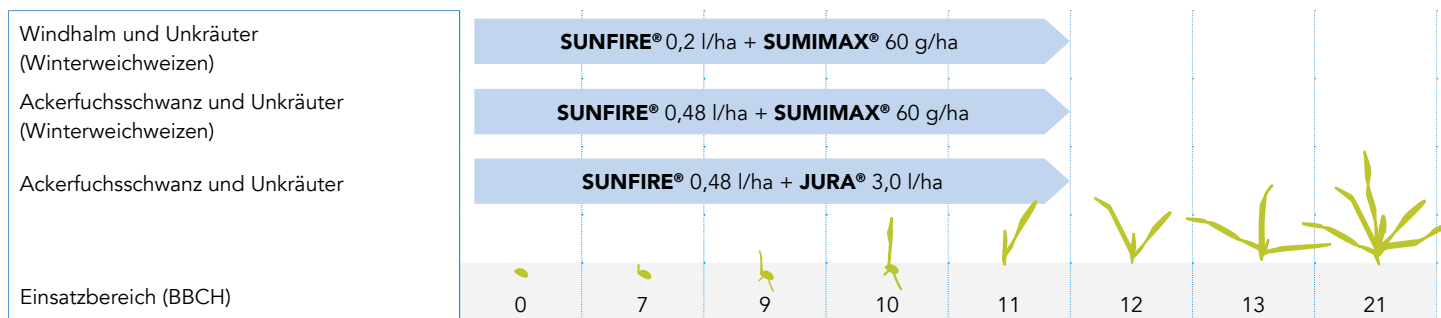 Windhalm und Unkräuter
(Winterweichweizen)
SUNFIRE® 0,2 l/ha + SUMIMAX® 60 g/ha
Ackerfuchsschwanz und Unkräuter
(Winterweichweizen)
SUNFIRE® 0,48 l/ha + SUMIMAX® 60 g/ha
Ackerfuchsschwanz und Unkräuter
SUNFIRE® 0,48 l/ha + JURA® 3,0 l/ha
Einsatzbereich (BBCH)
0 7 9 10 11 12 13 21